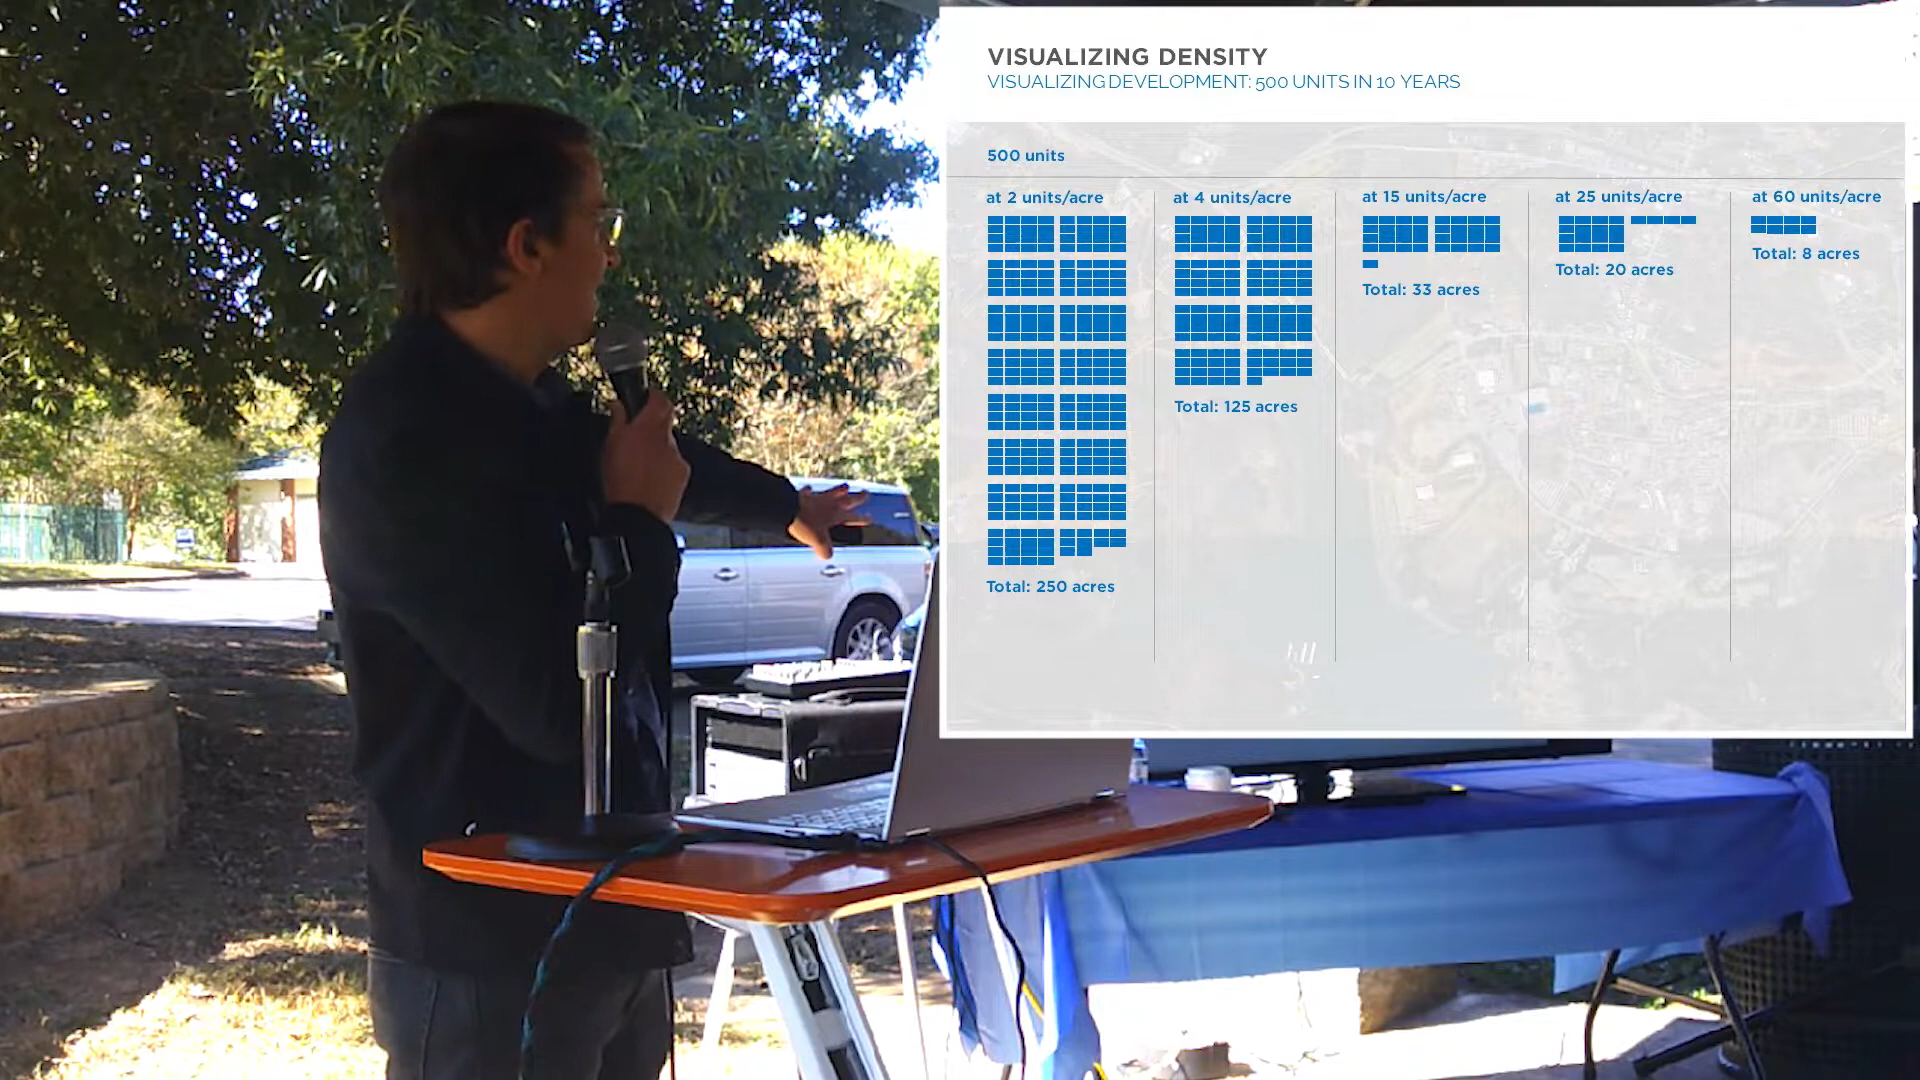 VISUALIZING DENSITY
VISUALIZING DEVELOPMENT: 500 UNITS IN 10 YEARS
500 units
at 2 units/acre
Total: 250 acres
at 4 units/acre
Total: 125 acres
at 15 units/acre
Total: 33 acres
at 25 units/acre
Total: 20 acres
at 60 units/acre
Total: 8 acres